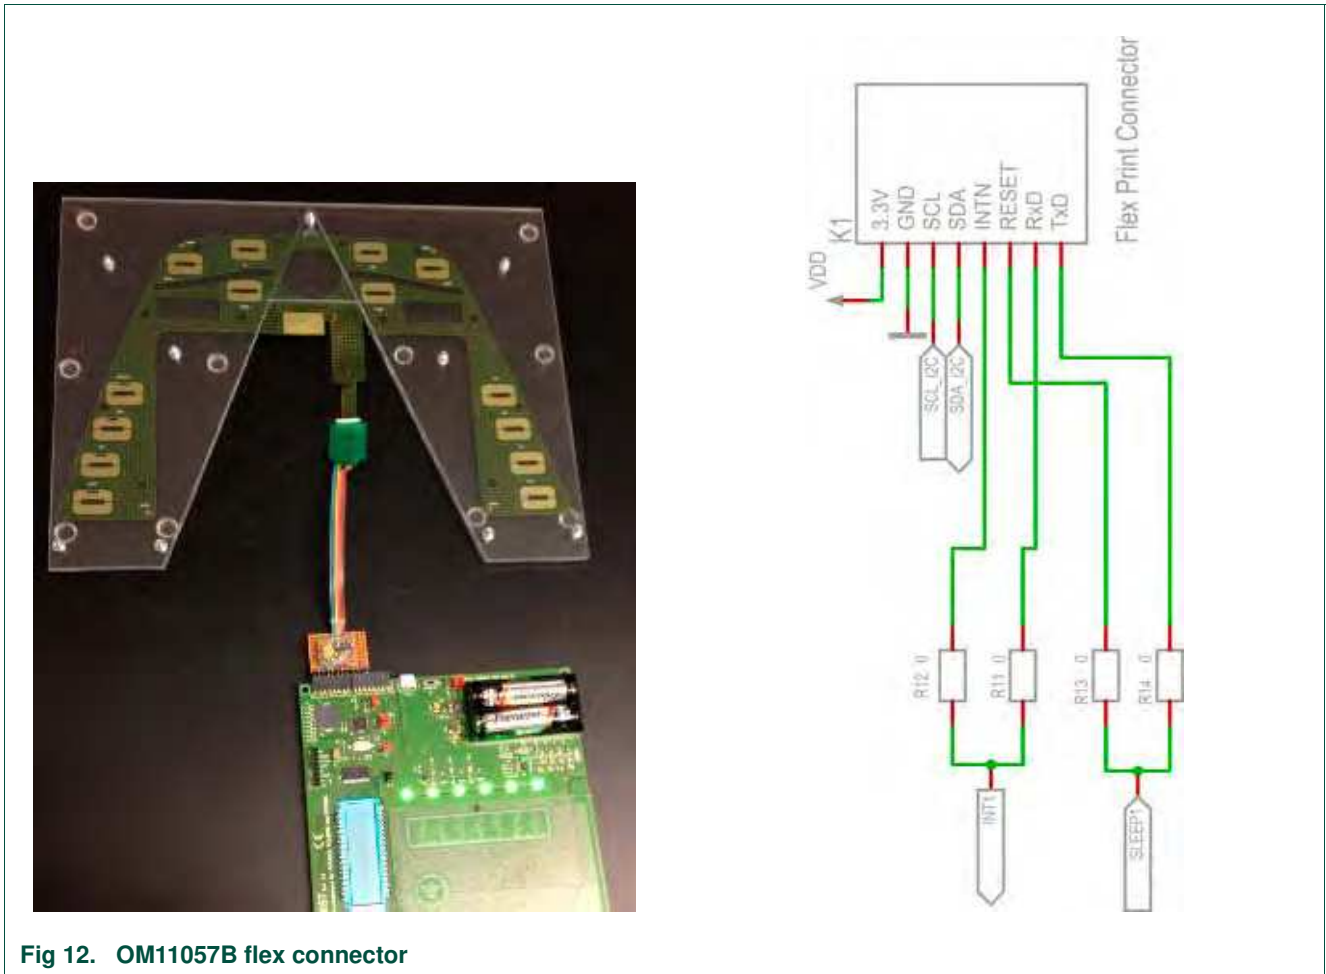 Flex Print Connector
K1
3.3V
GND
SCL
SDA
INTN
RESET
RxD
TxD
VDD
SCL_I2C
SDA_I2C
R12 0
R11 0
R13 0
R14 0
INT1
SLEEP1
Fig 12. OM11057B flex connector